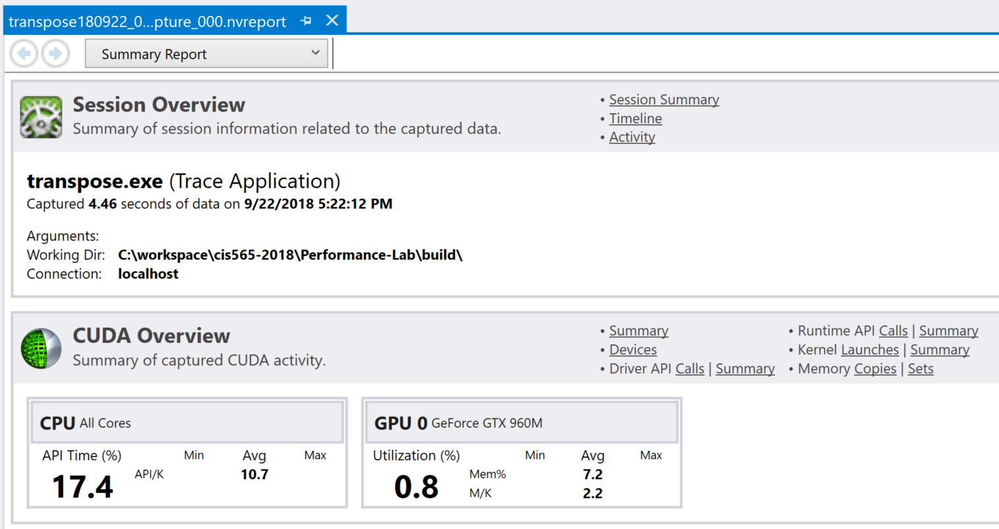 transpose180922_0...pture_000.nvreport
Summary Report
Session Overview
Summary of session information related to the captured data.
• Session Summary
• Timeline
• Activity
transpose.exe (Trace Application)
Captured 4.46 seconds of data on 9/22/2018 5:22:12 PM
Arguments:
Working Dir: C:\workspace\cis565-2018\Performance-Lab\build\
Connection: localhost
CUDA Overview
Summary of captured CUDA activity.
• Summary
• Devices
• Driver API Calls | Summary
• Runtime API Calls | Summary
• Kernel Launches | Summary
• Memory Copies | Sets
CPU All Cores
API Time (%) Min Avg Max
17.4 API/K 10.7
GPU 0 GeForce GTX 960M
Utilization (%) Min Avg Max
0.8 Mem% 7.2
M/K 2.2